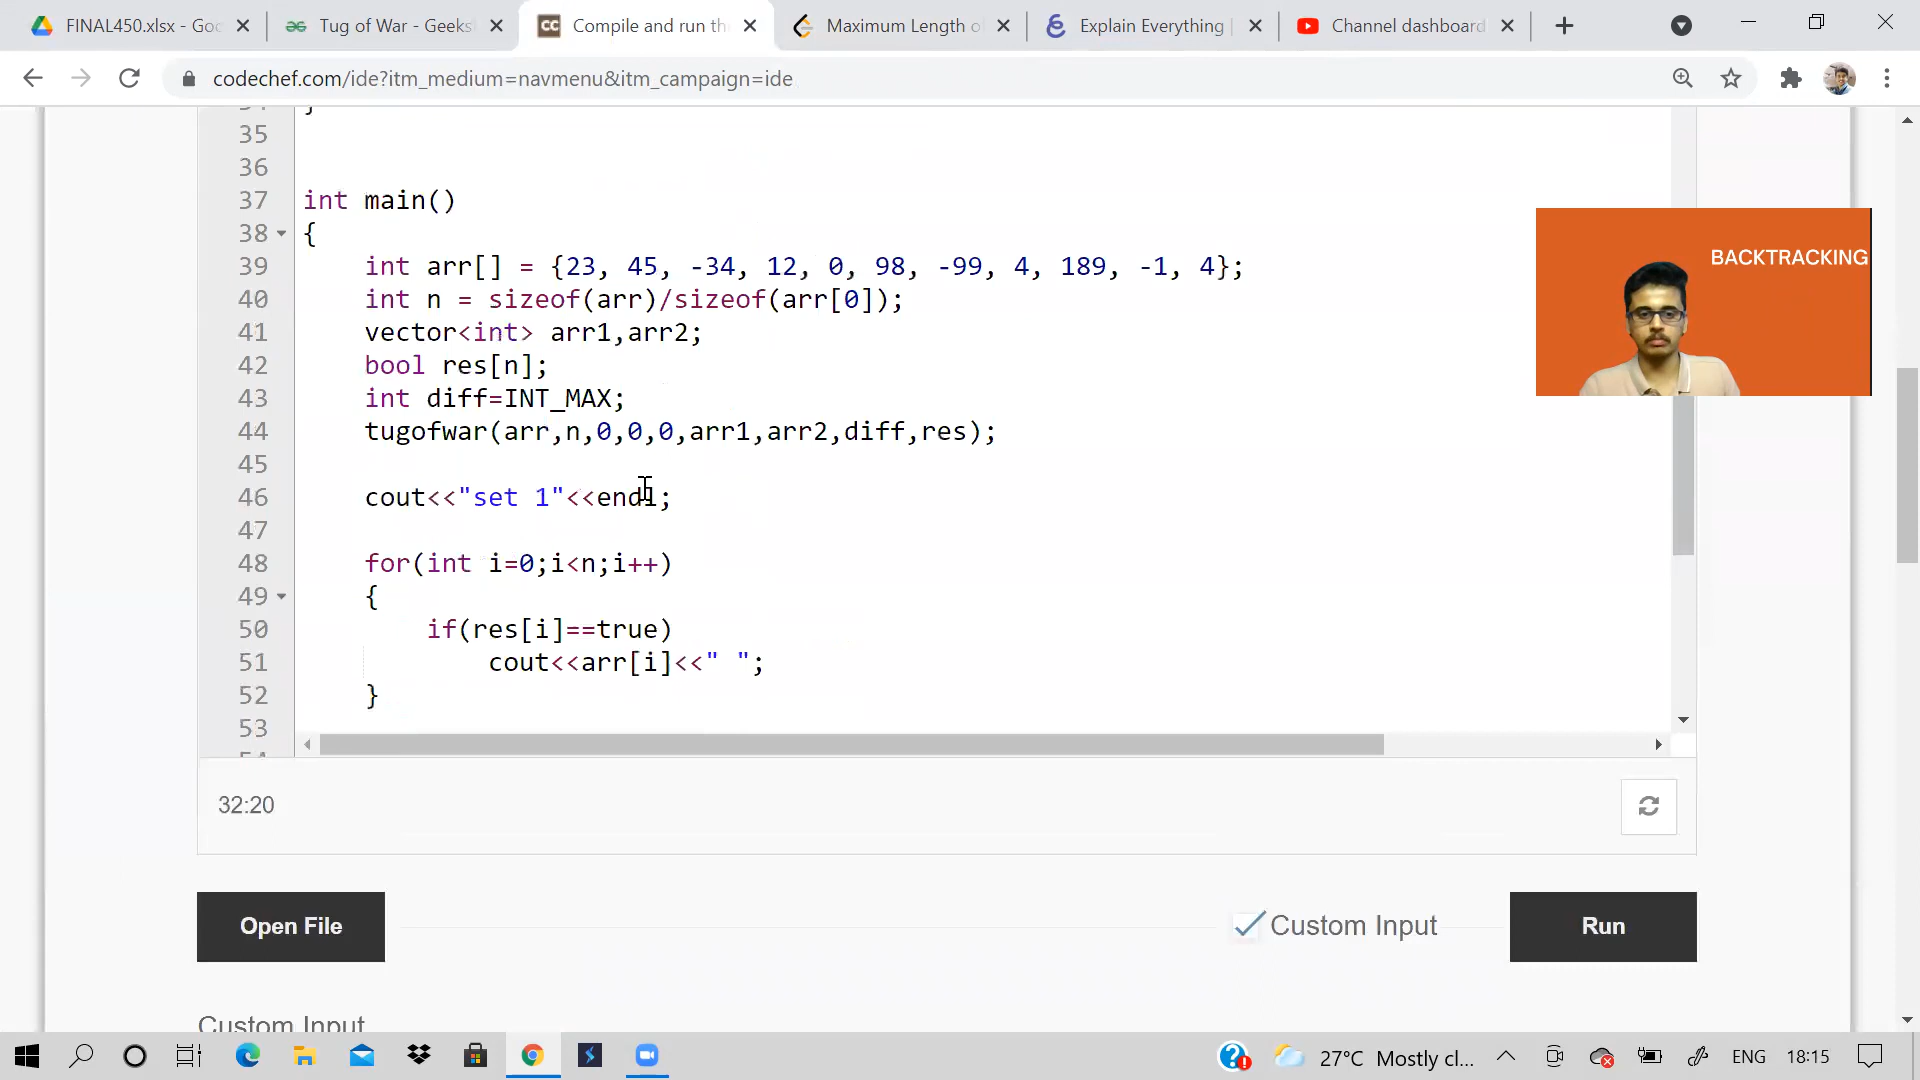 FINAL450.xlsx - Goo
Tug of War - Geeks
Compile and run th
Maximum Length o
Explain Everything |
Channel dashboard
codechef.com/ide?itm_medium=navmenu&itm_campaign=ide
35
36
37 int main()
38 {
39 int arr[] = {23, 45, -34, 12, 0, 98, -99, 4, 189, -1, 4};
40 int n = sizeof(arr)/sizeof(arr[0]);
41 vector<int> arr1,arr2;
42 bool res[n];
43 int diff=INT_MAX;
44 tugofwar(arr,n,0,0,0,arr1,arr2,diff,res);
45
46 cout<<"set 1"<<endl;
47
48 for(int i=0;i<n;i++)
49 {
50 if(res[i]==true)
51 cout<<arr[i]<<" ";
52 }
53
BACKTRACKING
32:20
Open File
Custom Input
Run
Custom Input
27°C Mostly cl...
ENG
18:15